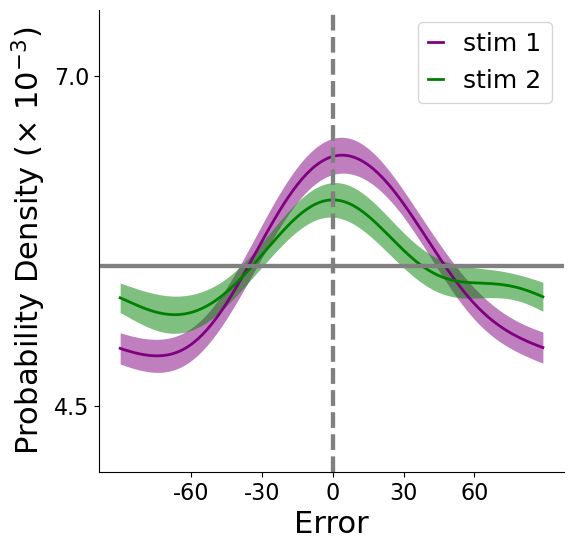 Probability Density (× 10⁻³)
7.0
4.5
stim 1
stim 2
-60 -30 0 30 60
Error